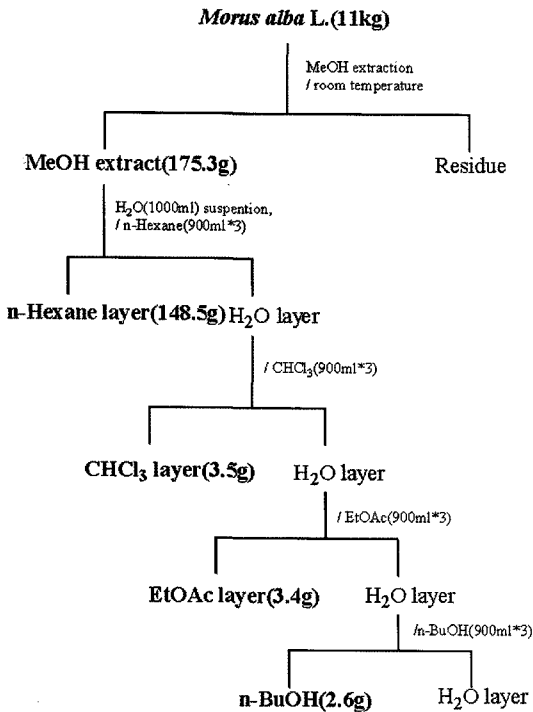 Morus alba L.(11kg)
MeOH extraction
/ room temperature
MeOH extract(175.3g)
Residue
H₂O(1000ml) suspention,
/ n-Hexane(900ml*3)
n-Hexane layer(148.5g)
H₂O layer
/ CHCl₃(900ml*3)
CHCl₃ layer(3.5g)
H₂O layer
/ EtOAc(900ml*3)
EtOAc layer(3.4g)
H₂O layer
/n-BuOH(900ml*3)
n-BuOH(2.6g)
H₂O layer